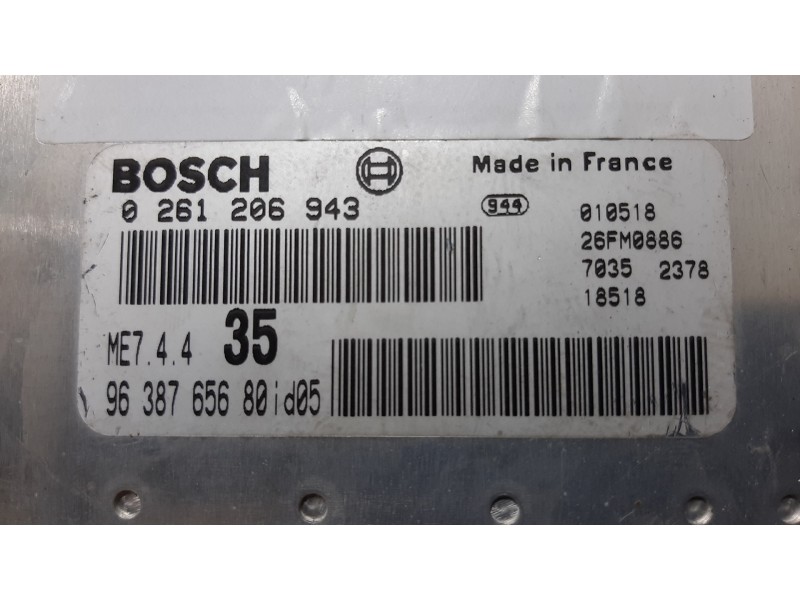 BOSCH Made in France
0 261 206 943 944 010518
26FM0886
7035 2378
18518
ME7.4.4 35
96 387 656 80id05